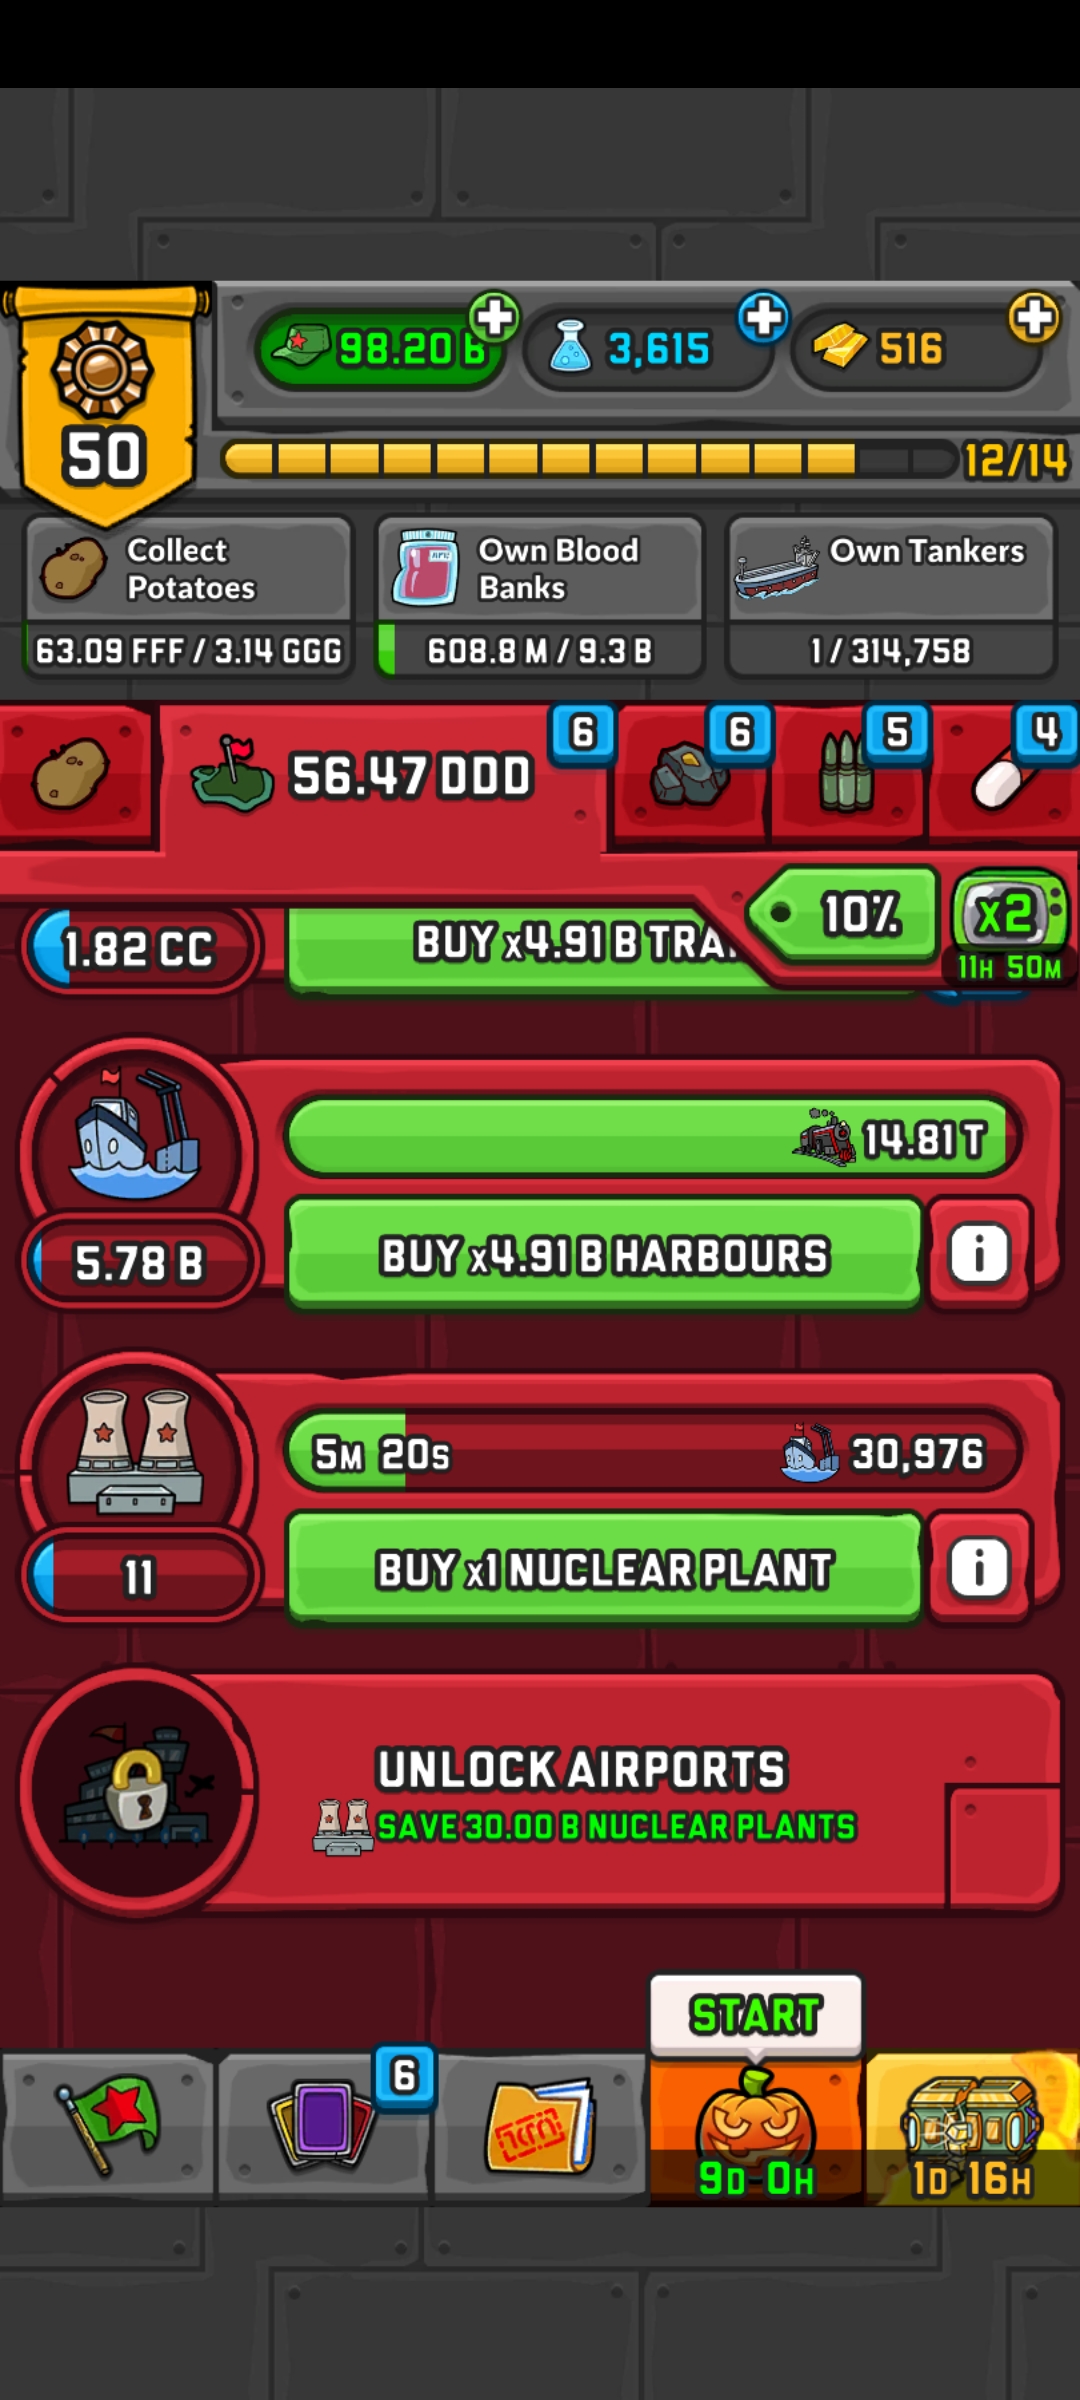 98.20 B
3,615
516
50
12/14
Collect
Potatoes
63.09 FFF / 3.14 GGG
Own Blood
Banks
608.8 M / 9.3 B
Own Tankers
1 / 314,758
56.47 DDD
6
6
5
4
10%
x2
11H 50M
1.82 CC
BUY x4.91 B TRA
14.81 T
5.78 B
BUY x4.91 B HARBOURS
i
5M 20S
30,976
11
BUY x1 NUCLEAR PLANT
i
UNLOCK AIRPORTS
SAVE 30.00 B NUCLEAR PLANTS
START
6
9D 0H
1D 16H